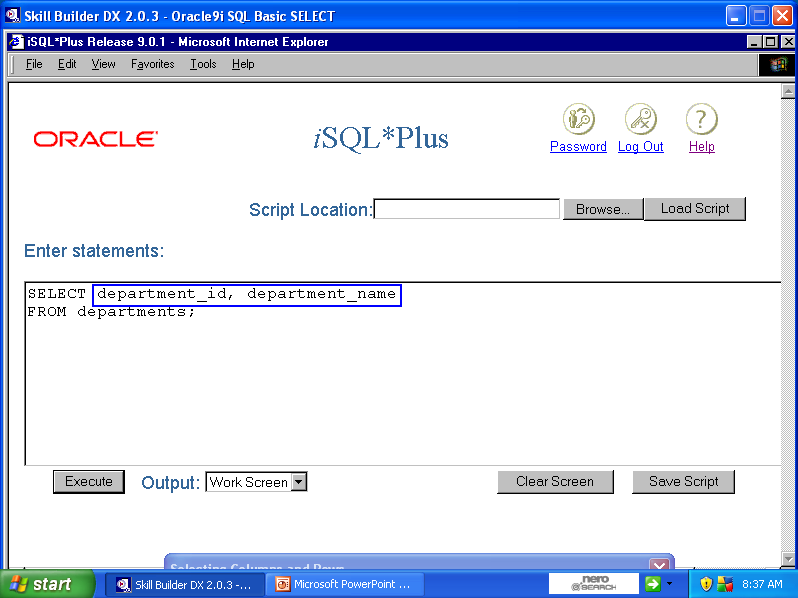 Skill Builder DX 2.0.3 - Oracle9i SQL Basic SELECT
iSQL*Plus Release 9.0.1 - Microsoft Internet Explorer
File Edit View Favorites Tools Help
ORACLE
iSQL*Plus
Password Log Out Help
Script Location: Browse... Load Script
Enter statements:
SELECT department_id, department_name
FROM departments;
Execute Output: Work Screen Clear Screen Save Script
Selecting Columns and Rows
start Skill Builder DX 2.0.3 -... Microsoft PowerPoint ... nero @SEARCH 8:37 AM